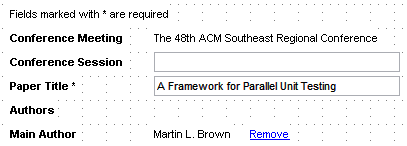 Fields marked with * are required
Conference Meeting The 48th ACM Southeast Regional Conference
Conference Session
Paper Title * A Framework for Parallel Unit Testing
Authors
Main Author Martin L. Brown Remove